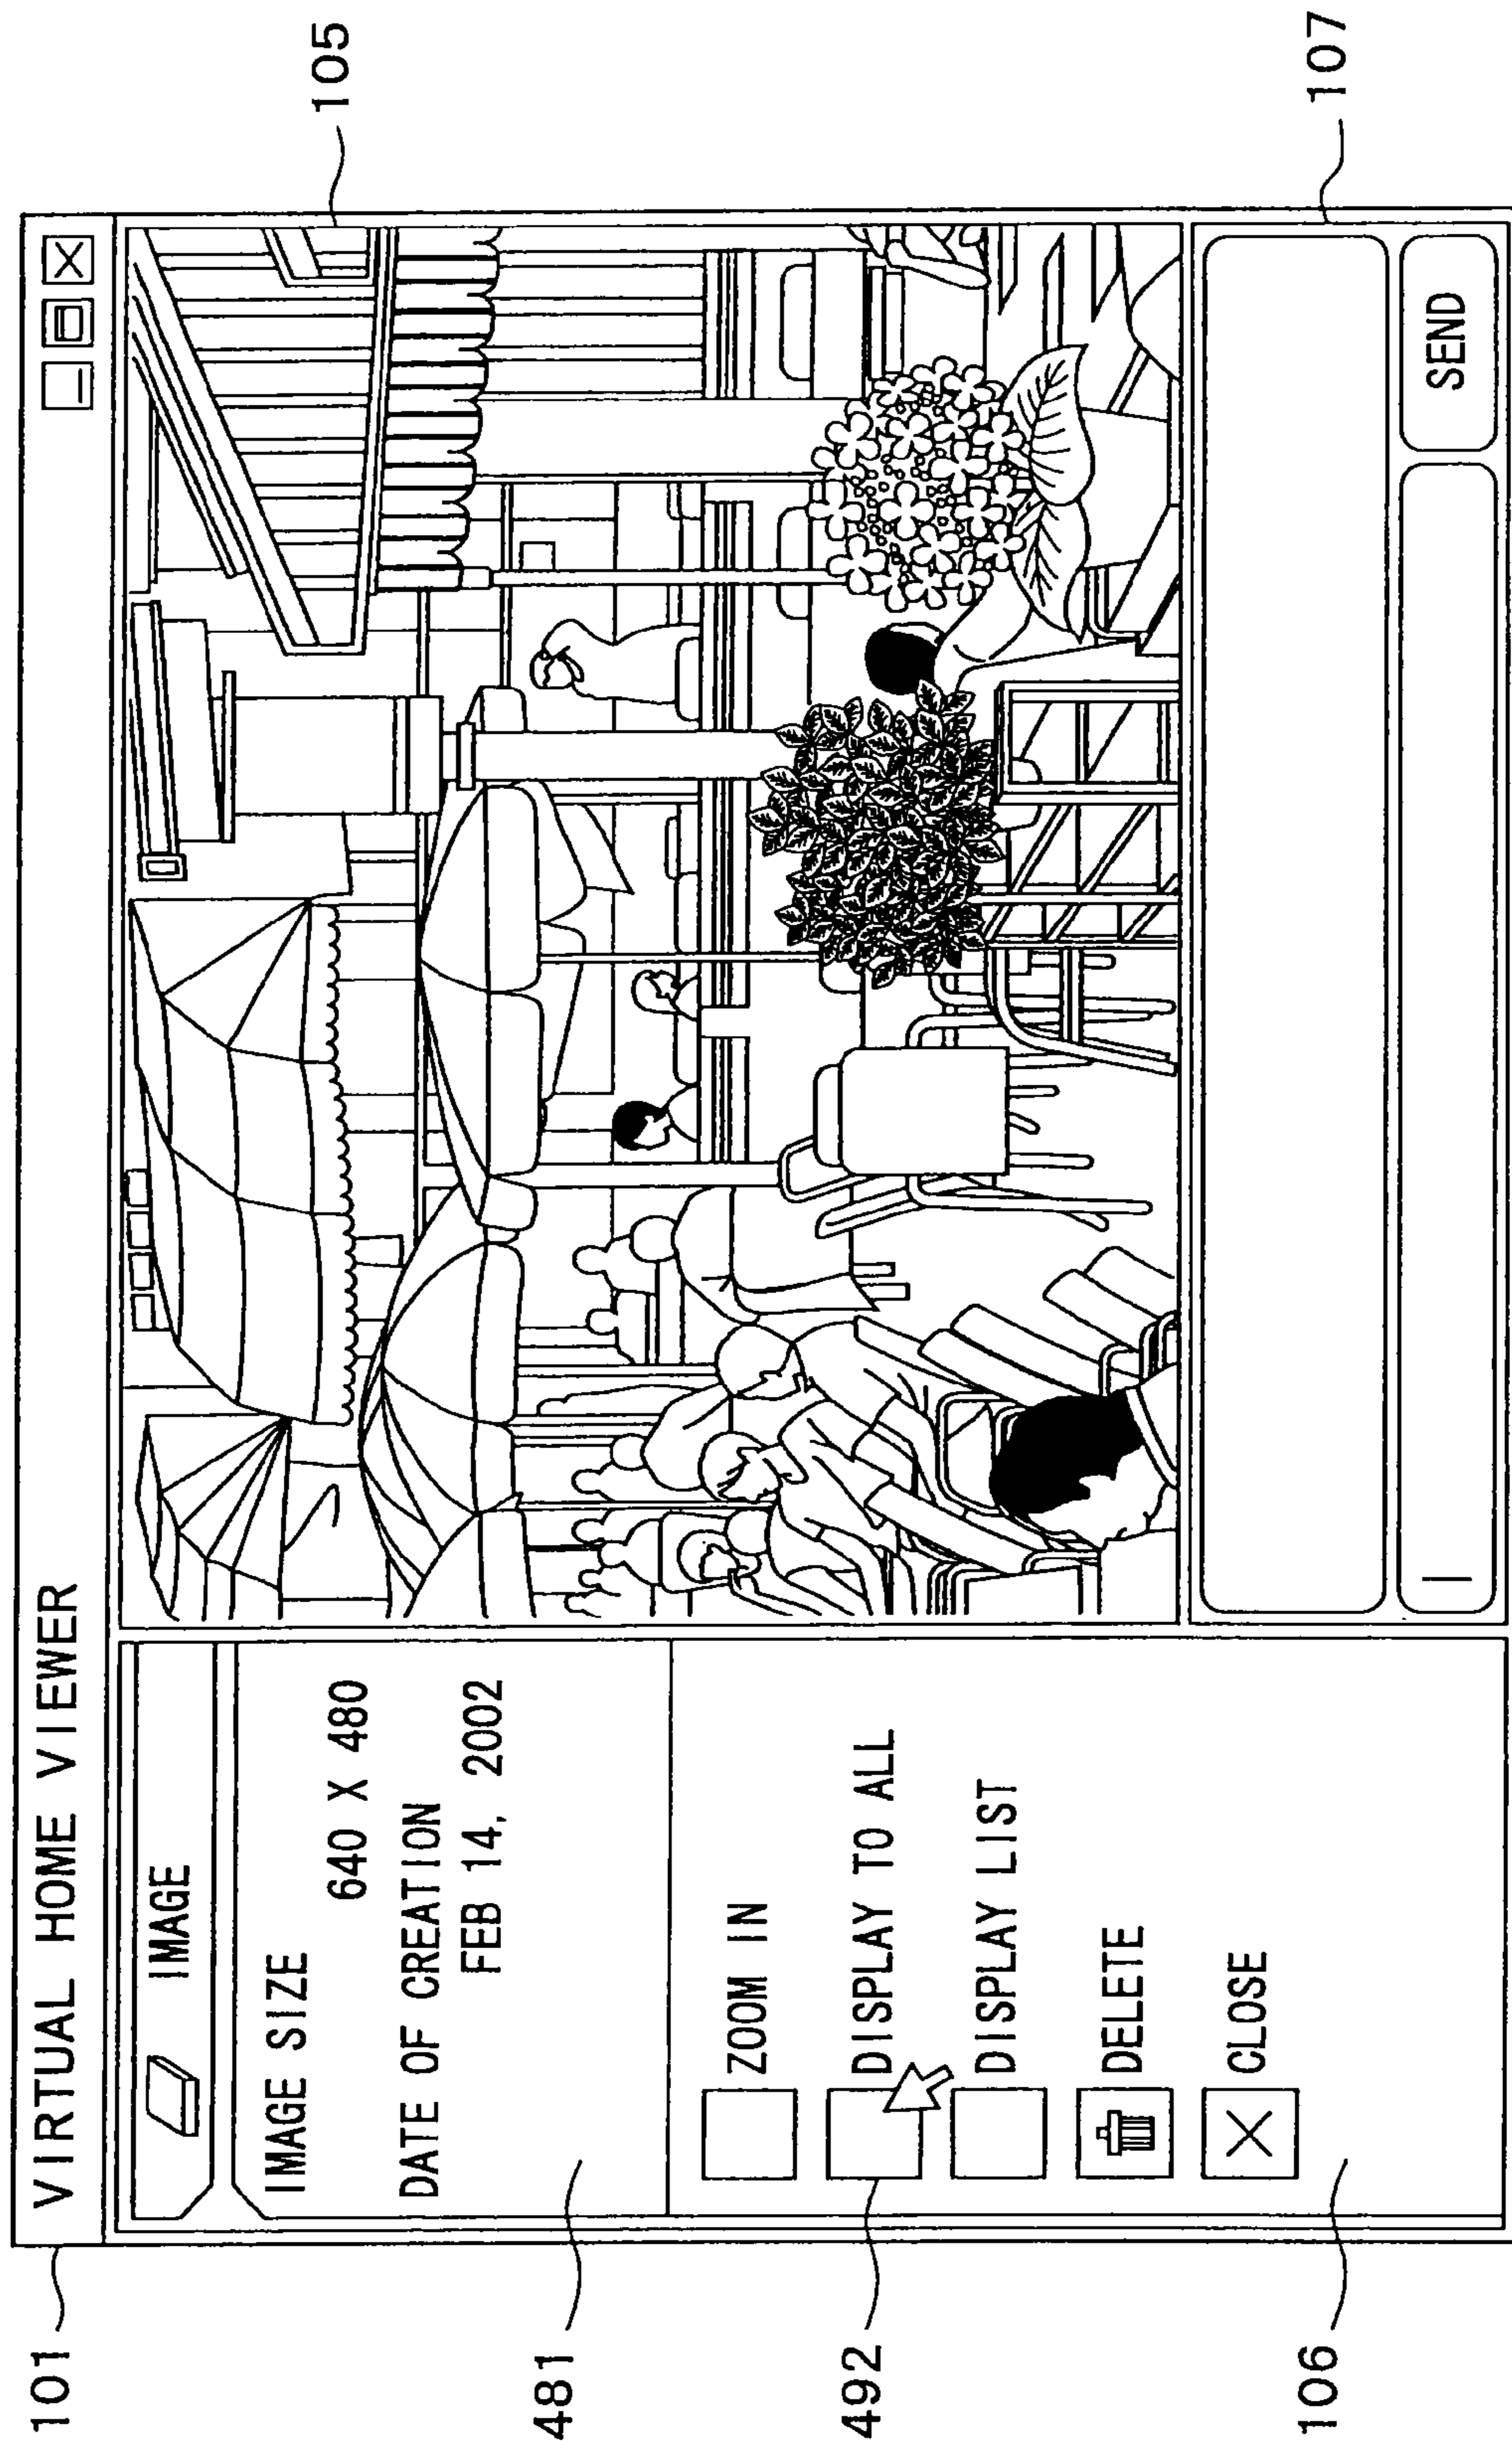 101
VIRTUAL HOME VIEWER
IMAGE
105
481
IMAGE SIZE
640 X 480
DATE OF CREATION
FEB 14, 2002
492
ZOOM IN
DISPLAY TO ALL
DISPLAY LIST
DELETE
CLOSE
106
107
SEND